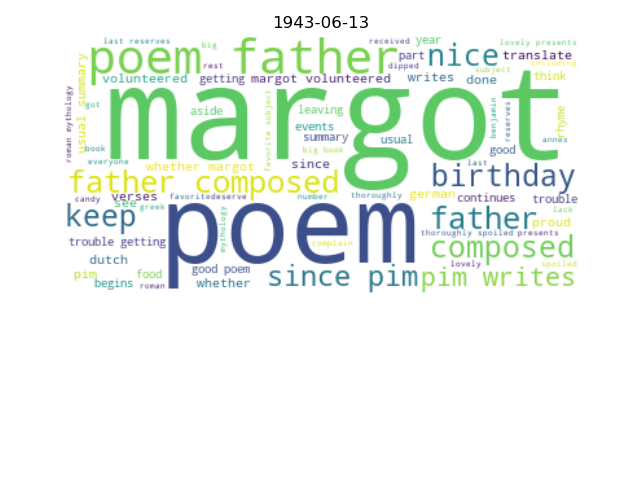 1943-06-13
last reserves big received year lovely presents
poem father nice
rest dipped part writes done subject translate
volunteered getting margot volunteered think including
usual summary
roman mythology
got
aside
favorite subject
leaving
events
summary usual
big book
benjamin
reserves
good
rhyme
annex
margot
book
everyone
whether margot since last
father composed birthday
candy verses favorite deserve number thoroughly german continues trouble
see greek
keep poem father lack
proud
mythology
trouble getting complain thoroughly spoiled presents
composed
dutch lovely spoiled
pim food good poem since pim pim writes
begins roman whether